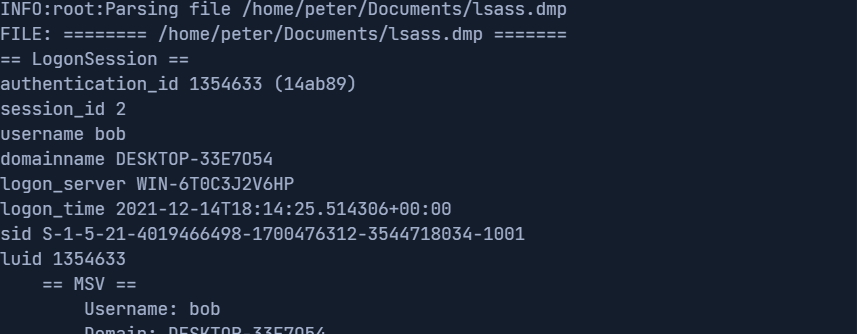 INFO:root:Parsing file /home/peter/Documents/lsass.dmp
FILE: ======== /home/peter/Documents/lsass.dmp =======
== LogonSession ==
authentication_id 1354633 (14ab89)
session_id 2
username bob
domainname DESKTOP-33E7O54
logon_server WIN-6T0C3J2V6HP
logon_time 2021-12-14T18:14:25.514306+00:00
sid S-1-5-21-4019466498-1700476312-3544718034-1001
luid 1354633
== MSV ==
Username: bob
Domain: DESKTOP-33E7O54